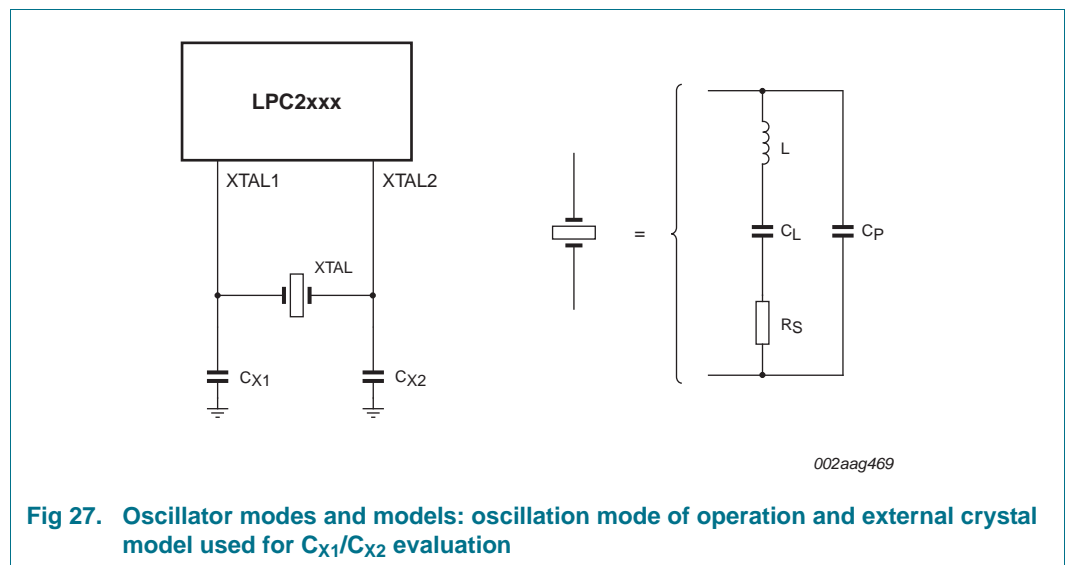 LPC2xxx
XTAL1
XTAL2
XTAL
CX1
CX2
=
L
CL
CP
RS
002aag469
Fig 27. Oscillator modes and models: oscillation mode of operation and external crystal
model used for CX1/CX2 evaluation